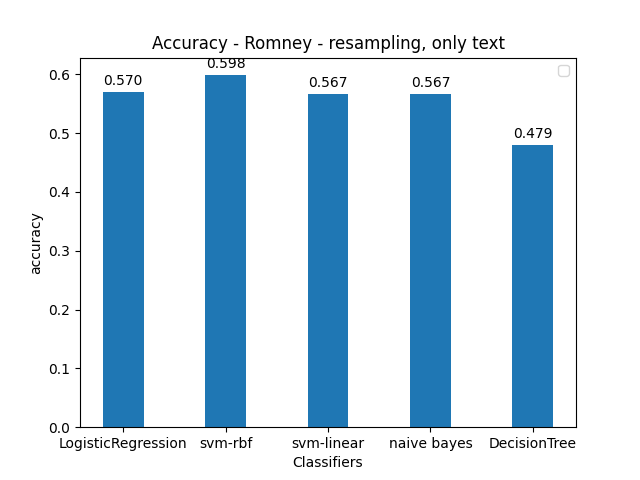 Accuracy - Romney - resampling, only text
accuracy
0.6
0.5
0.4
0.3
0.2
0.1
0.0
0.570
0.598
0.567
0.567
0.479
LogisticRegression
svm-rbf
svm-linear
naive bayes
DecisionTree
Classifiers